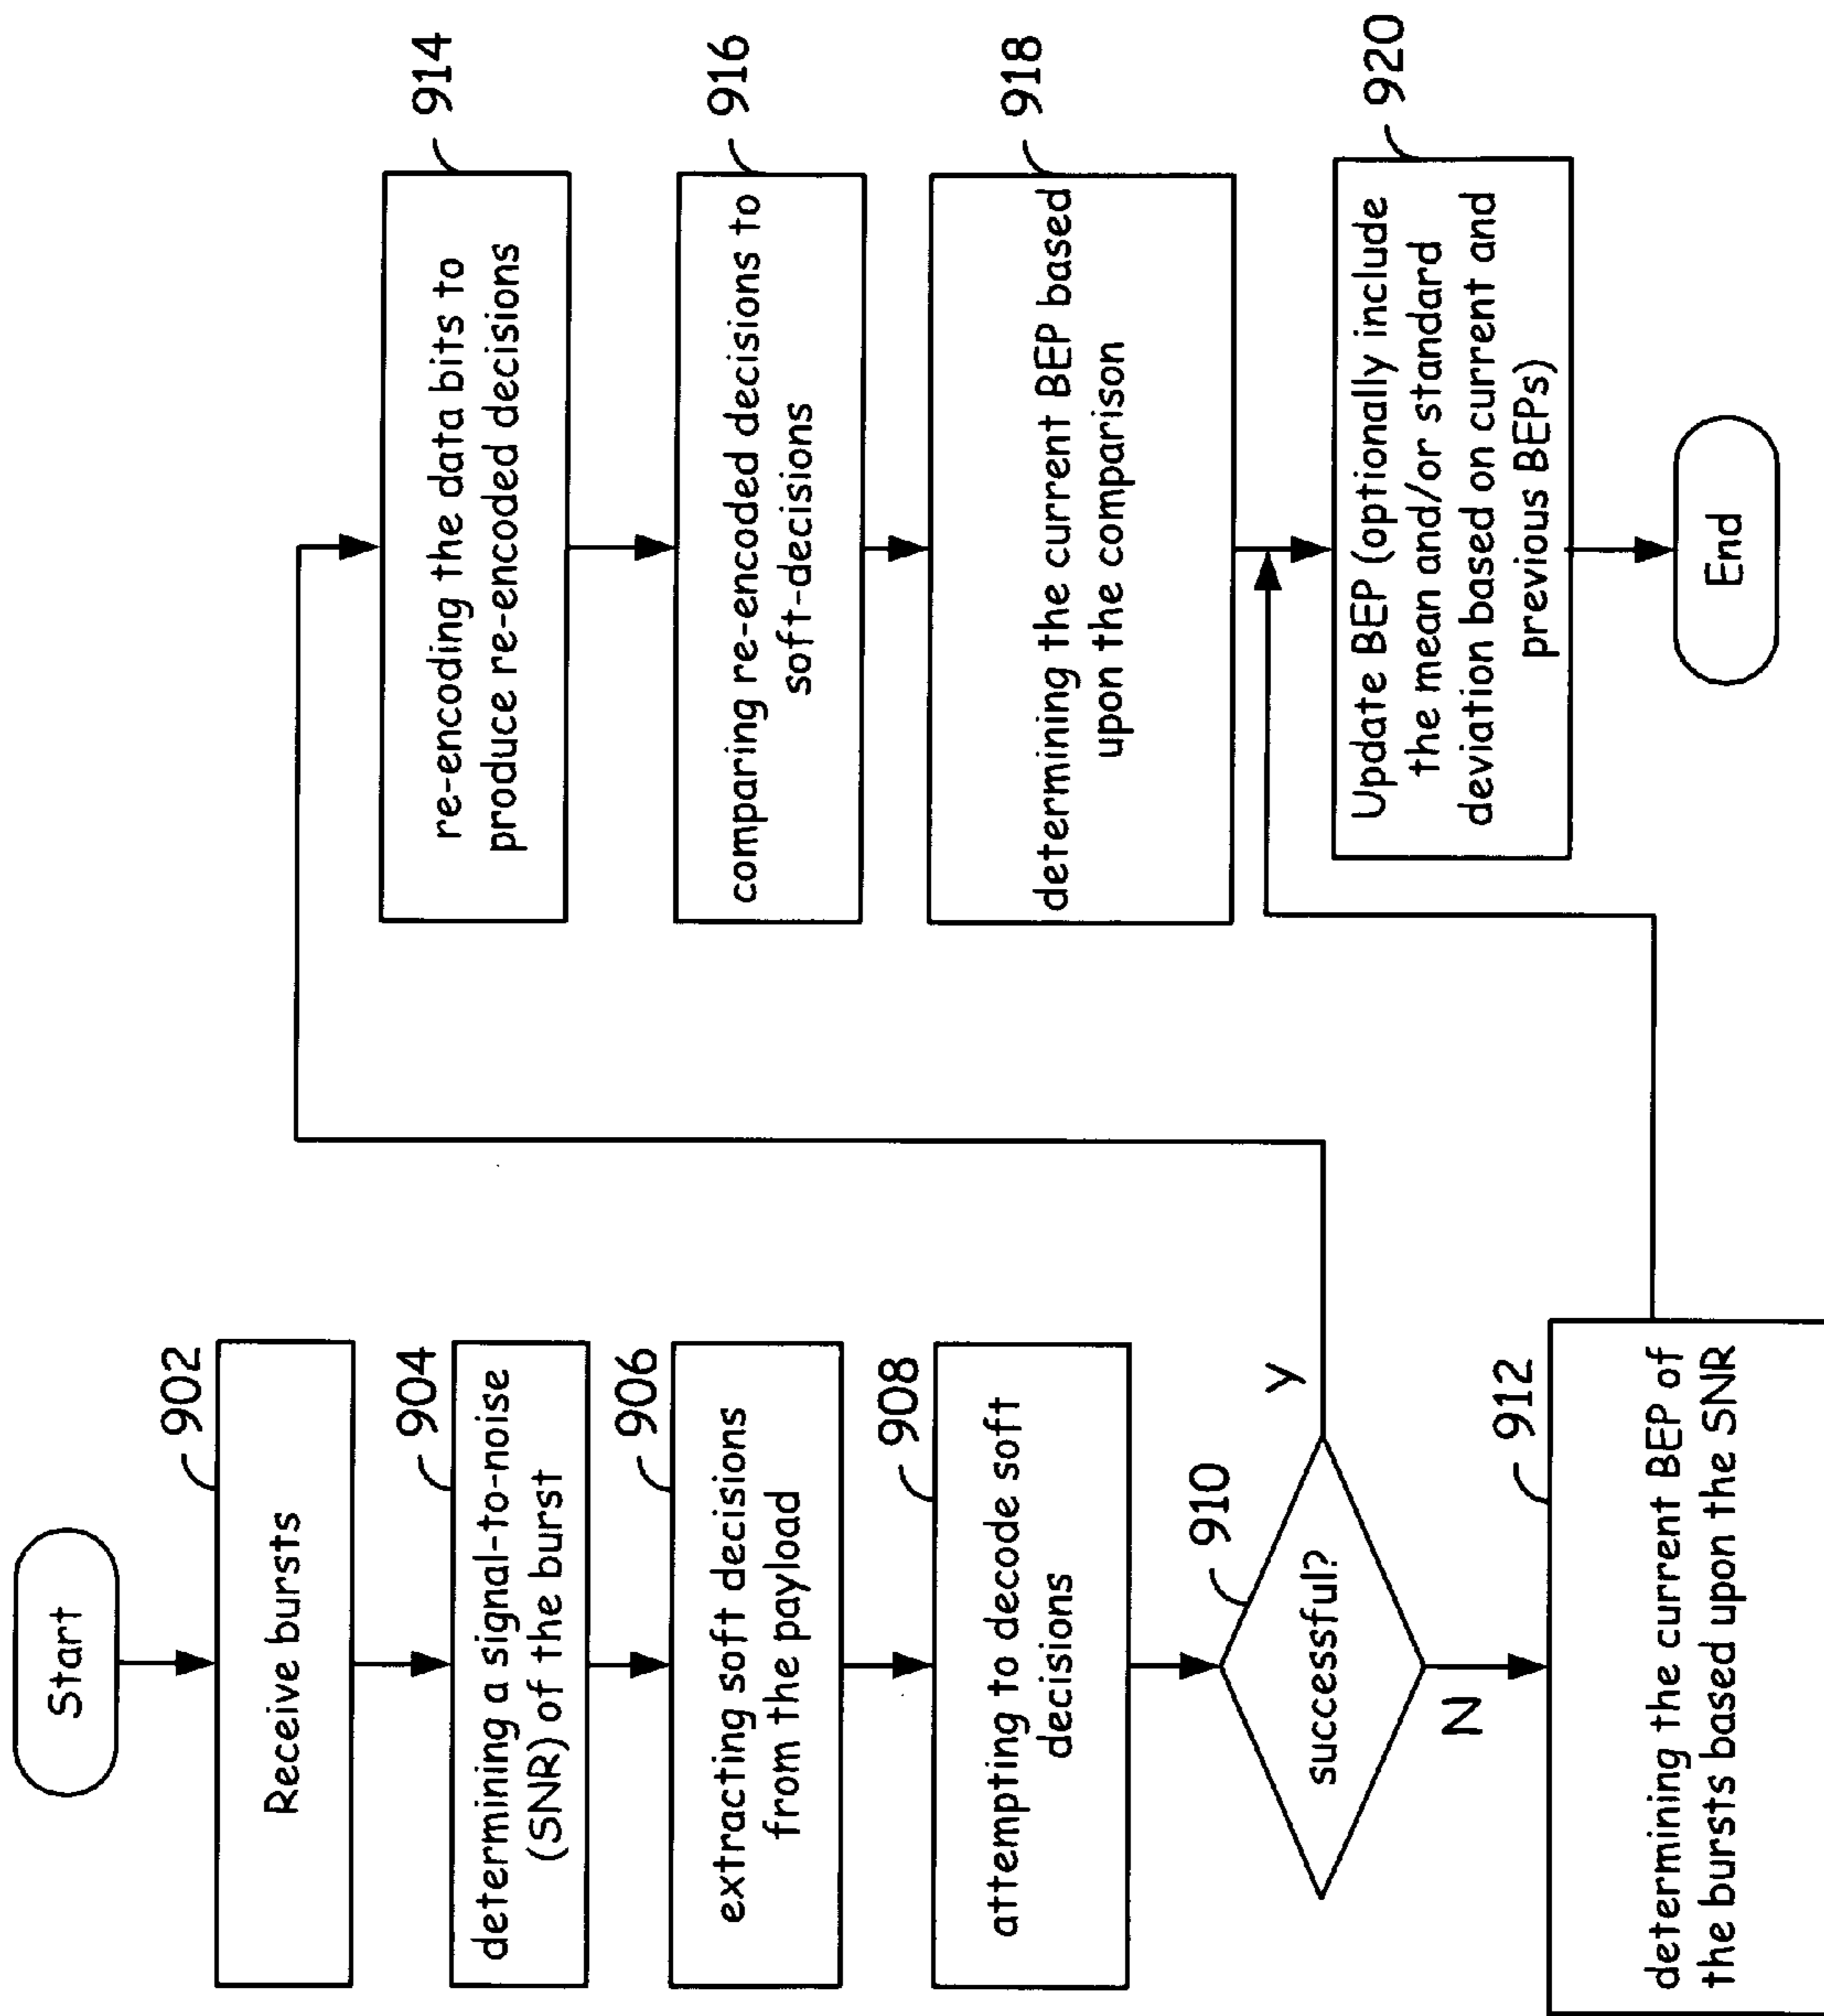 Start
902
Receive bursts
904
determining a signal-to-noise
(SNR) of the burst
906
extracting soft decisions
from the payload
908
attempting to decode soft
decisions
910
successful?
y
N
912
determining the current BEP of
the bursts based upon the SNR
914
re-encoding the data bits to
produce re-encoded decisions
916
comparing re-encoded decisions to
soft-decisions
918
determining the current BEP based
upon the comparison
920
Update BEP (optionally include
the mean and/or standard
deviation based on current and
previous BEPs)
End